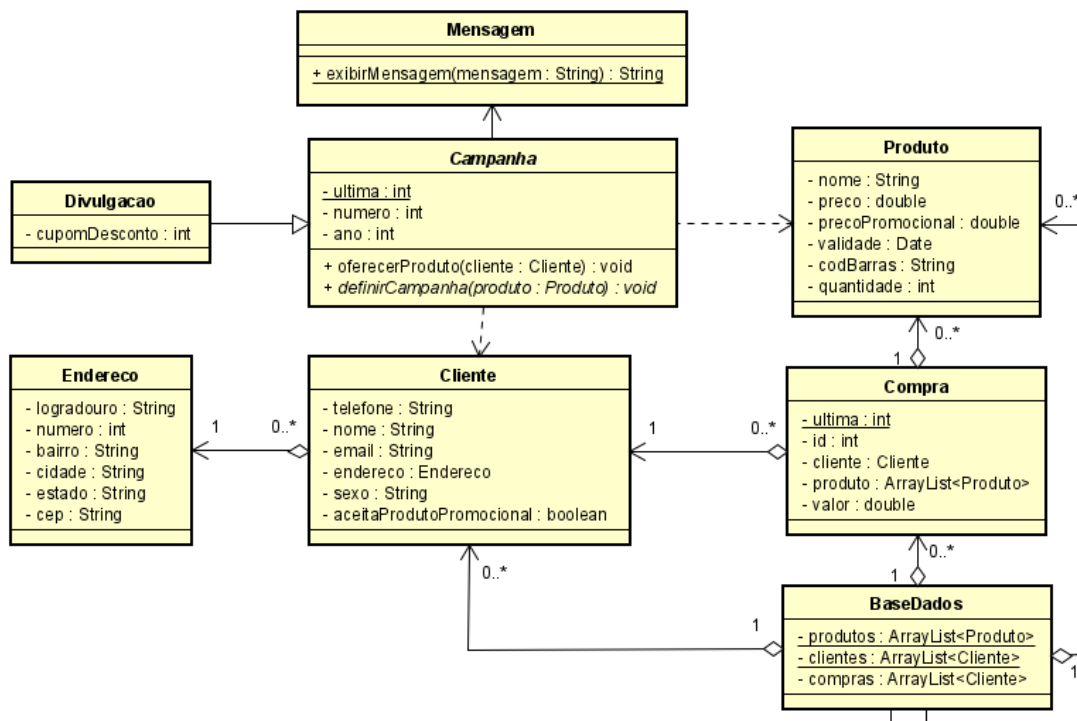 Mensagem
+ exibirMensagem(mensagem : String) : String
Campanha
- ultima : int
- numero : int
- ano : int
+ oferecerProduto(cliente : Cliente) : void
+ definirCampanha(produto : Produto) : void
Divulgacao
- cupomDesconto : int
Produto
- nome : String
- preco : double
- precoPromocional : double
- validade : Date
- codBarras : String
- quantidade : int
0..*
0..*
1
Endereco
- logradouro : String
- numero : int
- bairro : String
- cidade : String
- estado : String
- cep : String
1
0..*
Cliente
- telefone : String
- nome : String
- email : String
- endereco : Endereco
- sexo : String
- aceitaProdutoPromocional : boolean
1
0..*
Compra
- ultima : int
- id : int
- cliente : Cliente
- produto : ArrayList<Produto>
- valor : double
0..*
1
0..*
1
BaseDados
- produtos : ArrayList<Produto>
- clientes : ArrayList<Cliente>
- compras : ArrayList<Cliente>
1